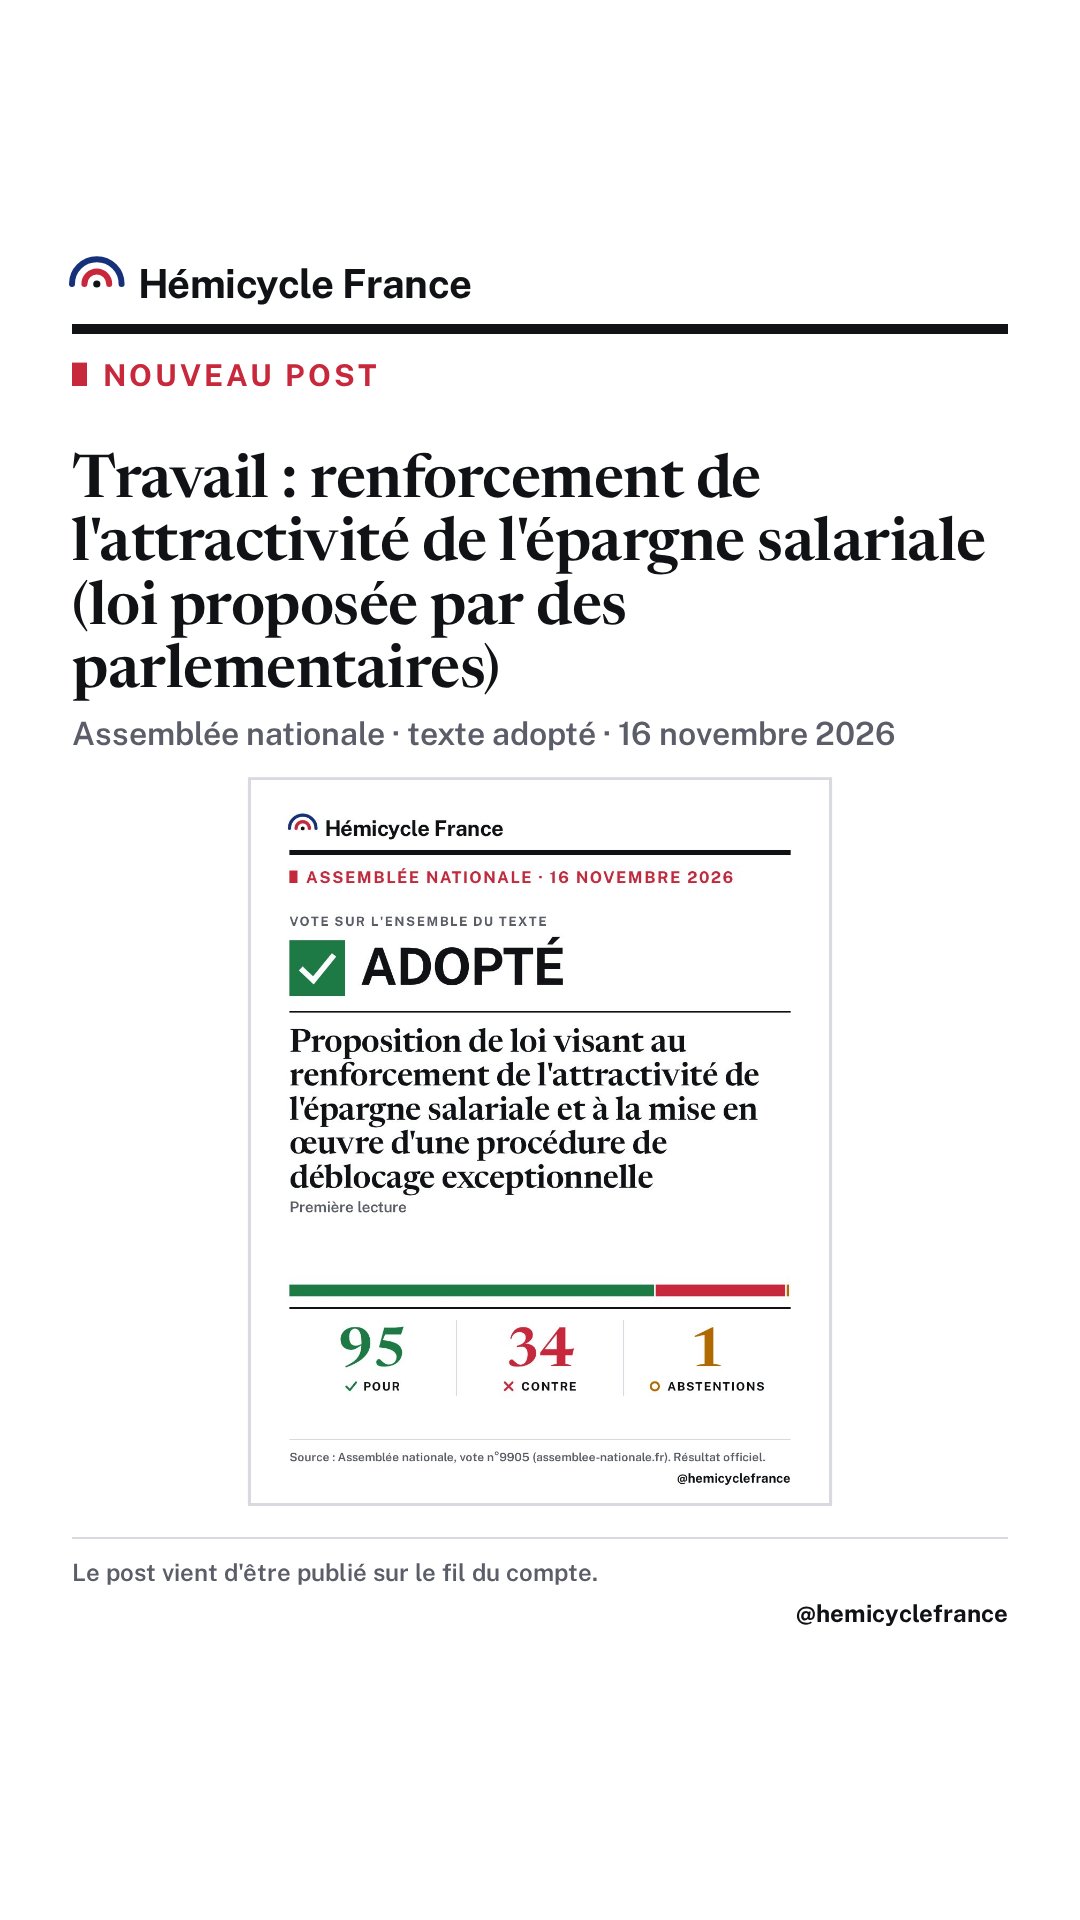 Hémicycle France
NOUVEAU POST
Travail : renforcement de
l'attractivité de l'épargne salariale
(loi proposée par des
parlementaires)
Assemblée nationale · texte adopté · 16 novembre 2026
Hémicycle France
ASSEMBLÉE NATIONALE · 16 NOVEMBRE 2026
VOTE SUR L'ENSEMBLE DU TEXTE
ADOPTÉ
Proposition de loi visant au
renforcement de l'attractivité de
l'épargne salariale et à la mise en
œuvre d'une procédure de
déblocage exceptionnelle
Première lecture
95 34 1
POUR CONTRE ABSTENTIONS
Source : Assemblée nationale, vote n°9905 (assemblee-nationale.fr). Résultat officiel.
@hemicyclefrance
Le post vient d'être publié sur le fil du compte.
@hemicyclefrance